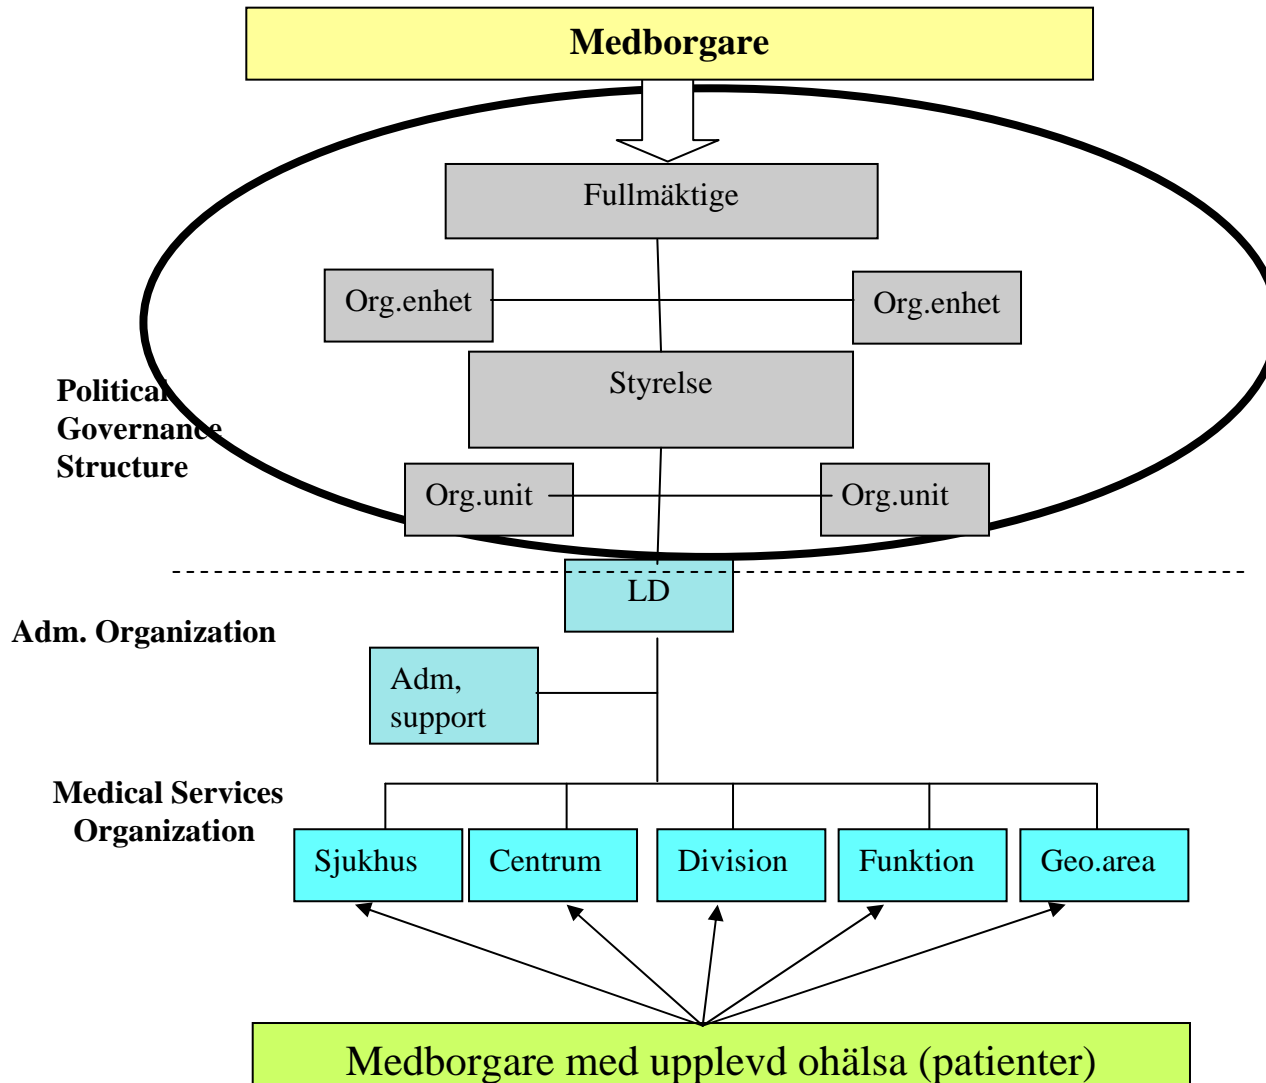 Medborgare
Fullmäktige
Org.enhet
Org.enhet
Styrelse
Political
Governance
Structure
Org.unit
Org.unit
LD
Adm. Organization
Adm,
support
Medical Services
Organization
Sjukhus
Centrum
Division
Funktion
Geo.area
Medborgare med upplevd ohälsa (patienter)